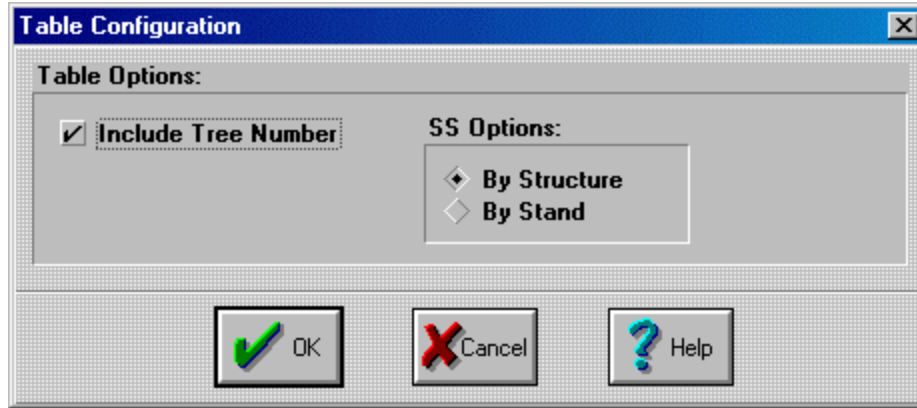 Table Configuration
Table Options:
Include Tree Number
SS Options:
By Structure
By Stand
OK
Cancel
Help